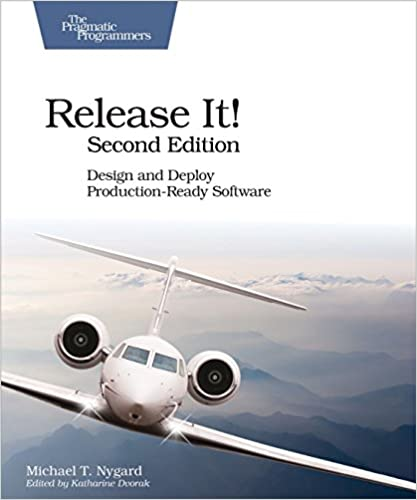 The
Pragmatic
Programmers
Release It!
Second Edition
Design and Deploy
Production-Ready Software
Michael T. Nygard
Edited by Katharine Dvorak